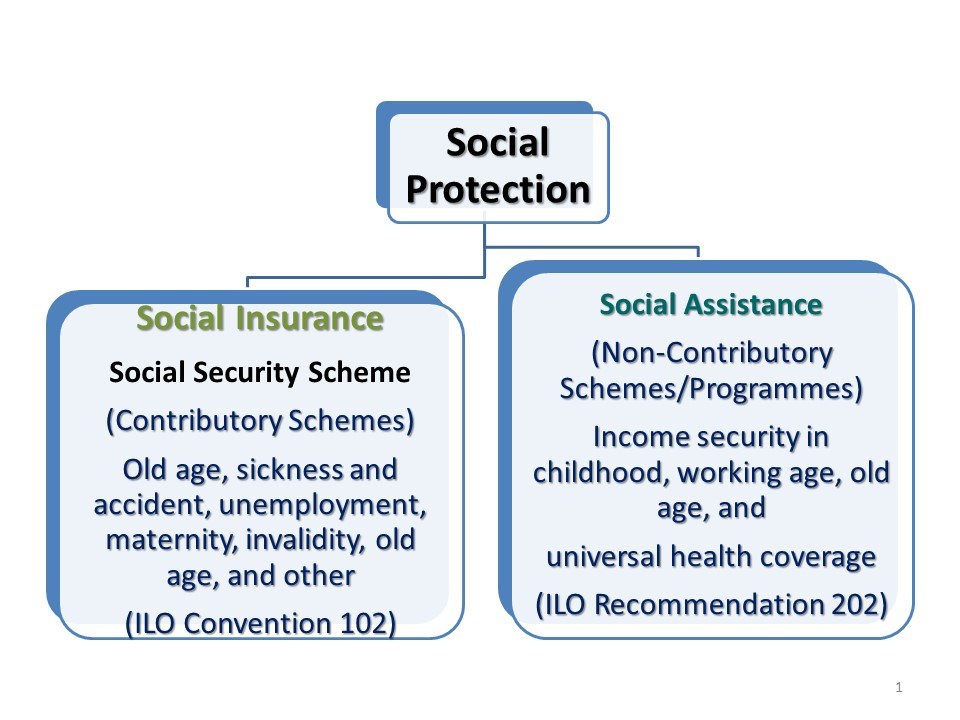 Social
Protection
Social Insurance
Social Security Scheme
(Contributory Schemes)
Old age, sickness and
accident, unemployment,
maternity, invalidity, old
age, and other
(ILO Convention 102)
Social Assistance
(Non-Contributory
Schemes/Programmes)
Income security in
childhood, working age, old
age, and
universal health coverage
(ILO Recommendation 202)
1